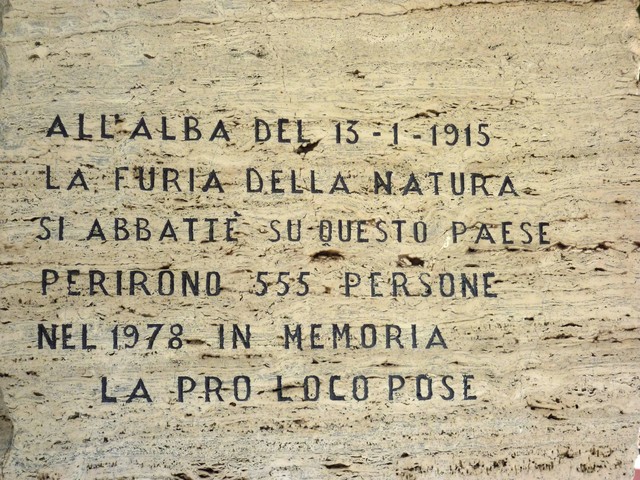 ALL'ALBA DEL 13-1-1915
LA FURIA DELLA NATURA
SI ABBATTÈ SU QUESTO PAESE
PERIRONO 555 PERSONE
NEL 1978 IN MEMORIA
LA PRO LOCO POSE